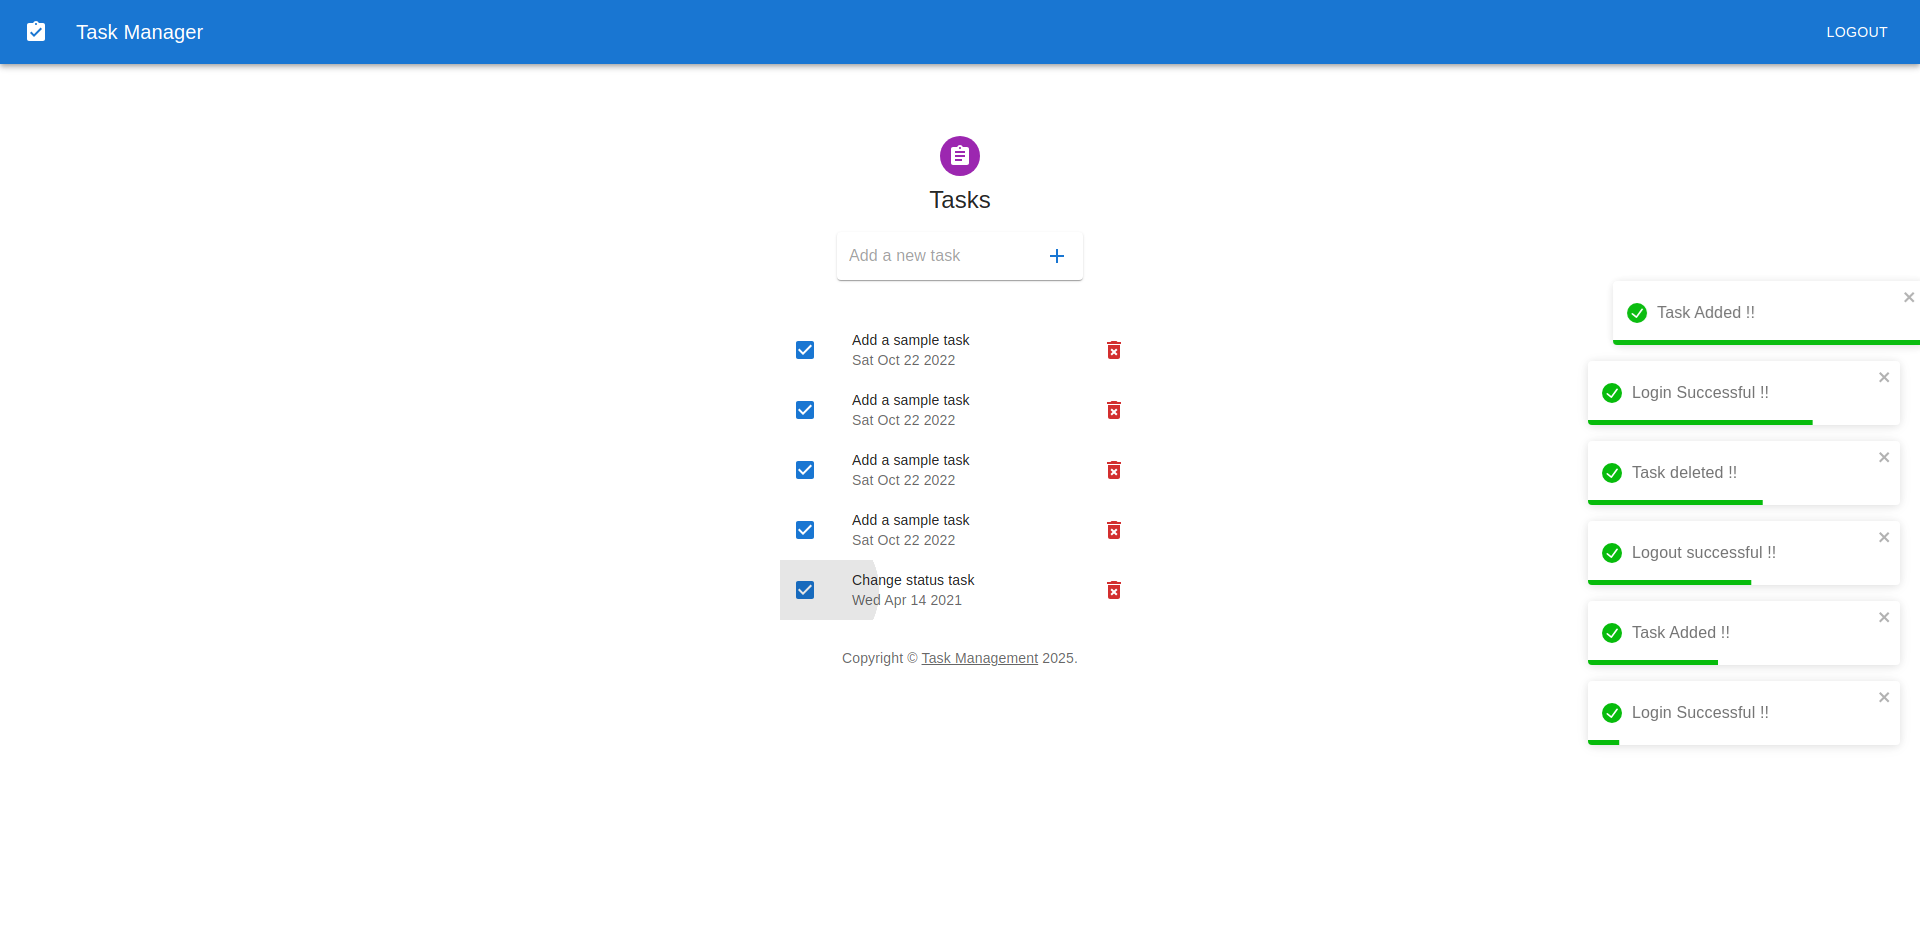 Task Manager
LOGOUT
Tasks
Add a new task
Add a sample task
Sat Oct 22 2022
Add a sample task
Sat Oct 22 2022
Add a sample task
Sat Oct 22 2022
Add a sample task
Sat Oct 22 2022
Change status task
Wed Apr 14 2021
Copyright © Task Management 2025.
Task Added !!
Login Successful !!
Task deleted !!
Logout successful !!
Task Added !!
Login Successful !!